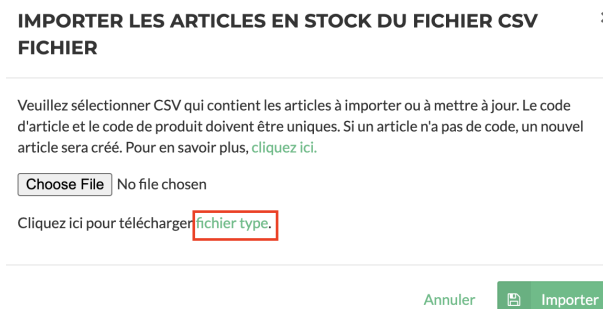 IMPORTER LES ARTICLES EN STOCK DU FICHIER CSV
FICHIER
Veuillez sélectionner CSV qui contient les articles à importer ou à mettre à jour. Le code
d'article et le code de produit doivent être uniques. Si un article n'a pas de code, un nouvel
article sera créé. Pour en savoir plus, cliquez ici.
Choose File No file chosen
Cliquez ici pour télécharger fichier type.
Annuler Importer